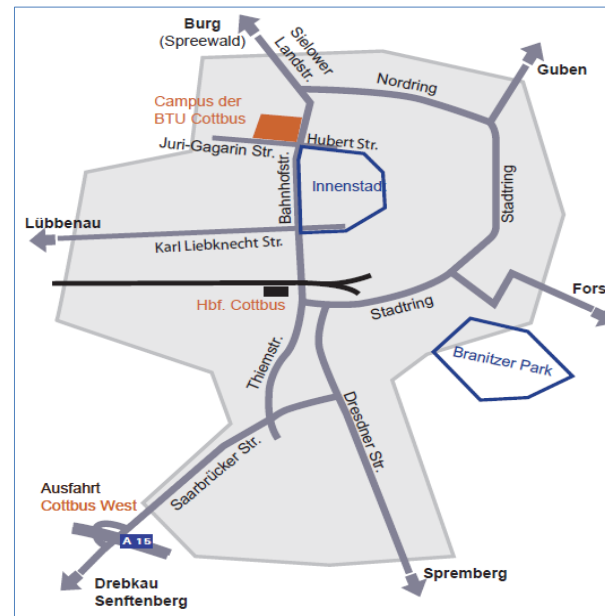 Burg
(Spreewald)
Sielower
Landstr.
Nordring
Guben
Campus der
BTU Cottbus
Juri-Gagarin Str.
Hubert Str.
Innenstadt
Bahnhofstr.
Stadtring
Lübbenau
Karl Liebknecht Str.
Hbf. Cottbus
Stadtring
Fors
Thiemstr.
Branitzer Park
Dresdner Str.
Saarbrücker Str.
Ausfahrt
Cottbus West
A 15
Drebkau
Senftenberg
Spremberg